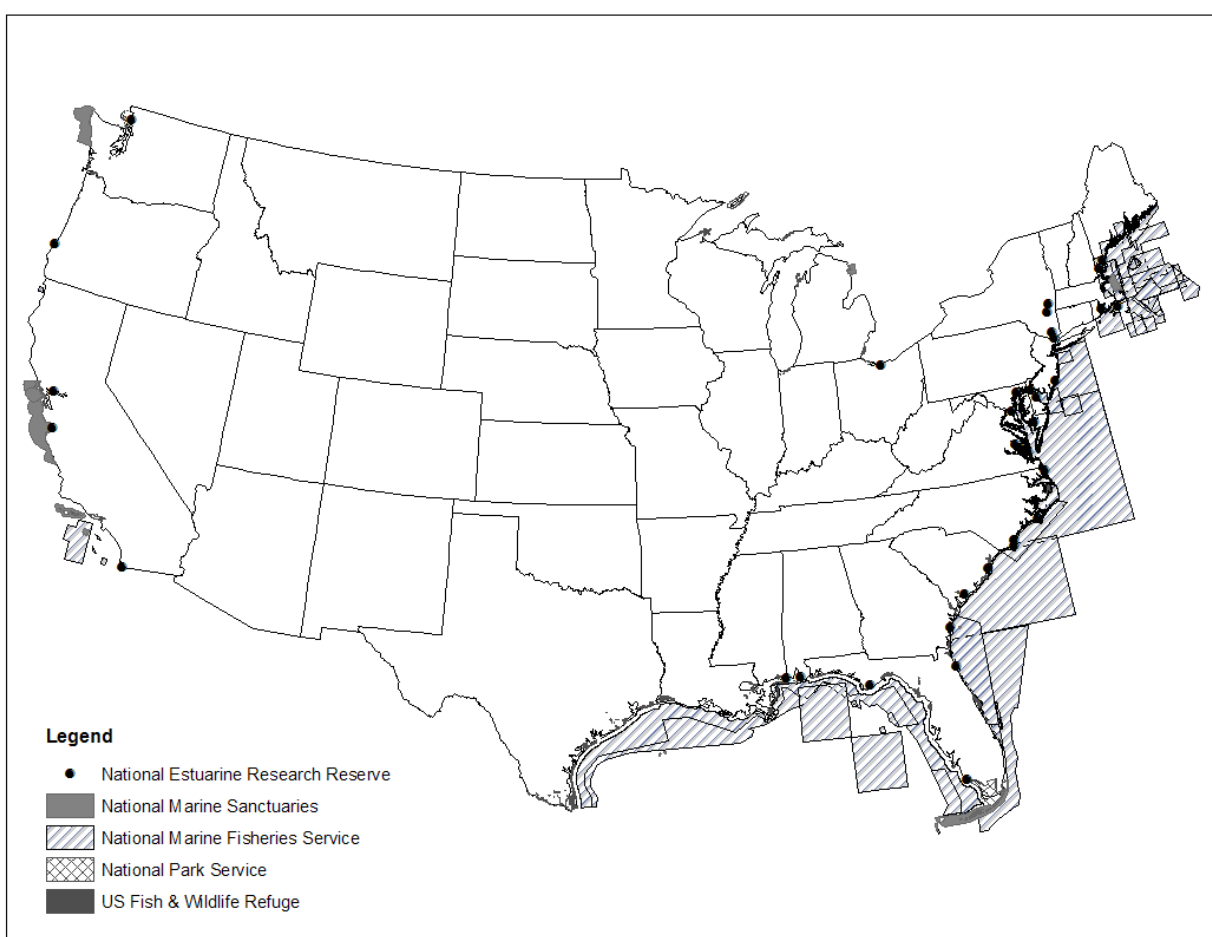 Legend
National Estuarine Research Reserve
National Marine Sanctuaries
National Marine Fisheries Service
National Park Service
US Fish & Wildlife Refuge